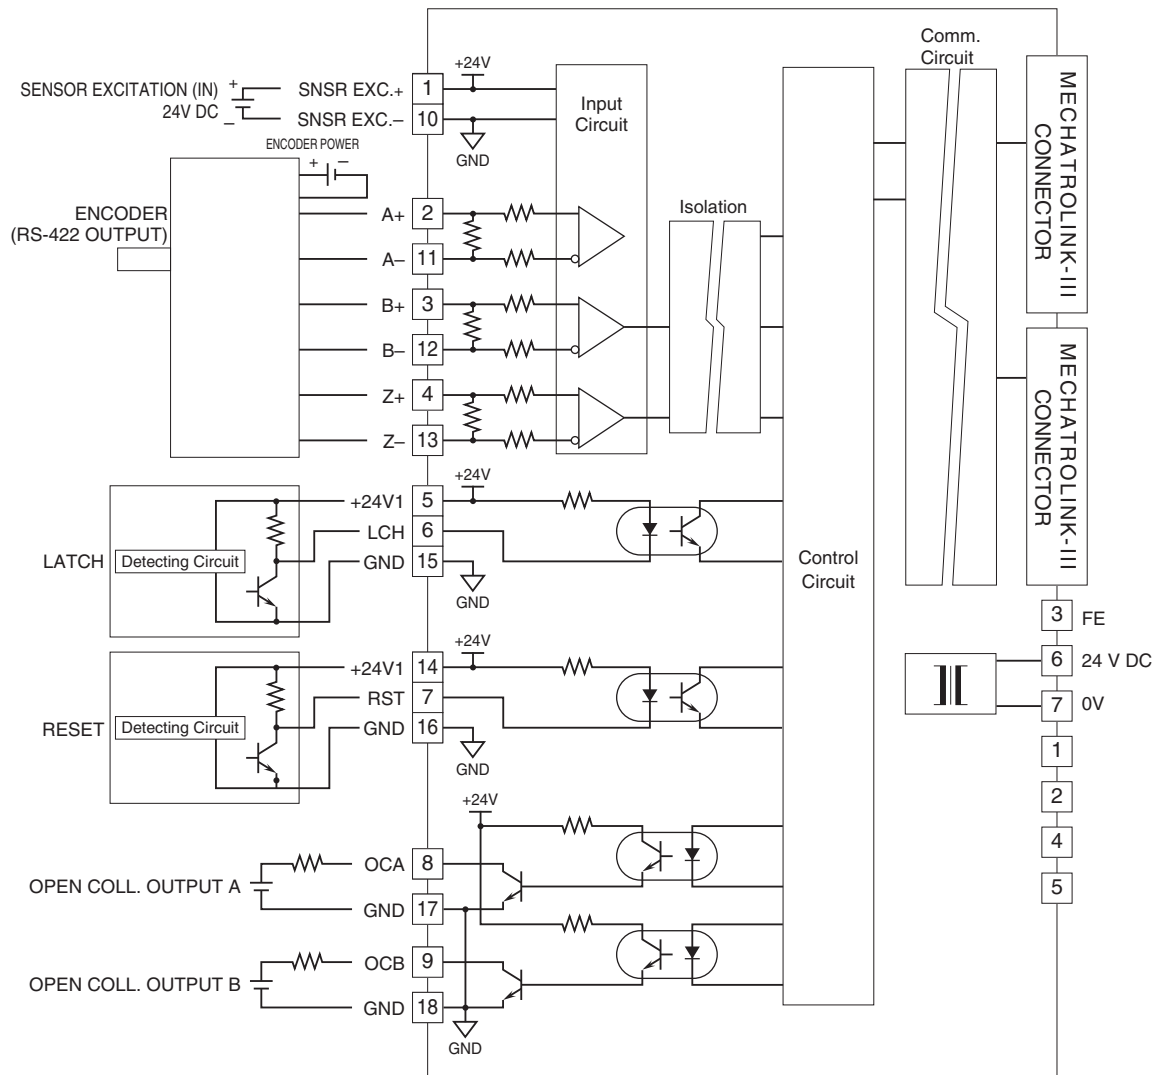 Comm.
Circuit
SENSOR EXCITATION (IN)
24V DC
+
–
SNSR EXC.+
1
+24V
SNSR EXC.–
10
GND
Input
Circuit
ENCODER POWER
+
–
ENCODER
(RS-422 OUTPUT)
A+
2
A–
11
B+
3
B–
12
Z+
4
Z–
13
Isolation
MECHATROLINK-III
CONNECTOR
MECHATROLINK-III
CONNECTOR
LATCH
Detecting Circuit
+24V1
5
+24V
LCH
6
GND
15
GND
Control
Circuit
RESET
Detecting Circuit
+24V1
14
+24V
RST
7
GND
16
GND
3
FE
6
24 V DC
7
0V
1
2
4
5
+24V
OPEN COLL. OUTPUT A
OCA
8
GND
17
OPEN COLL. OUTPUT B
OCB
9
GND
18
GND